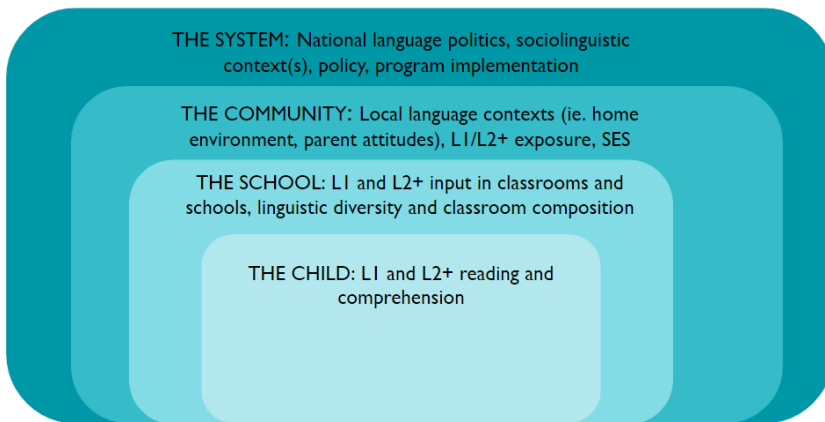 THE SYSTEM: National language politics, sociolinguistic
context(s), policy, program implementation
THE COMMUNITY: Local language contexts (ie. home
environment, parent attitudes), L1/L2+ exposure, SES
THE SCHOOL: L1 and L2+ input in classrooms and
schools, linguistic diversity and classroom composition
THE CHILD: L1 and L2+ reading and
comprehension